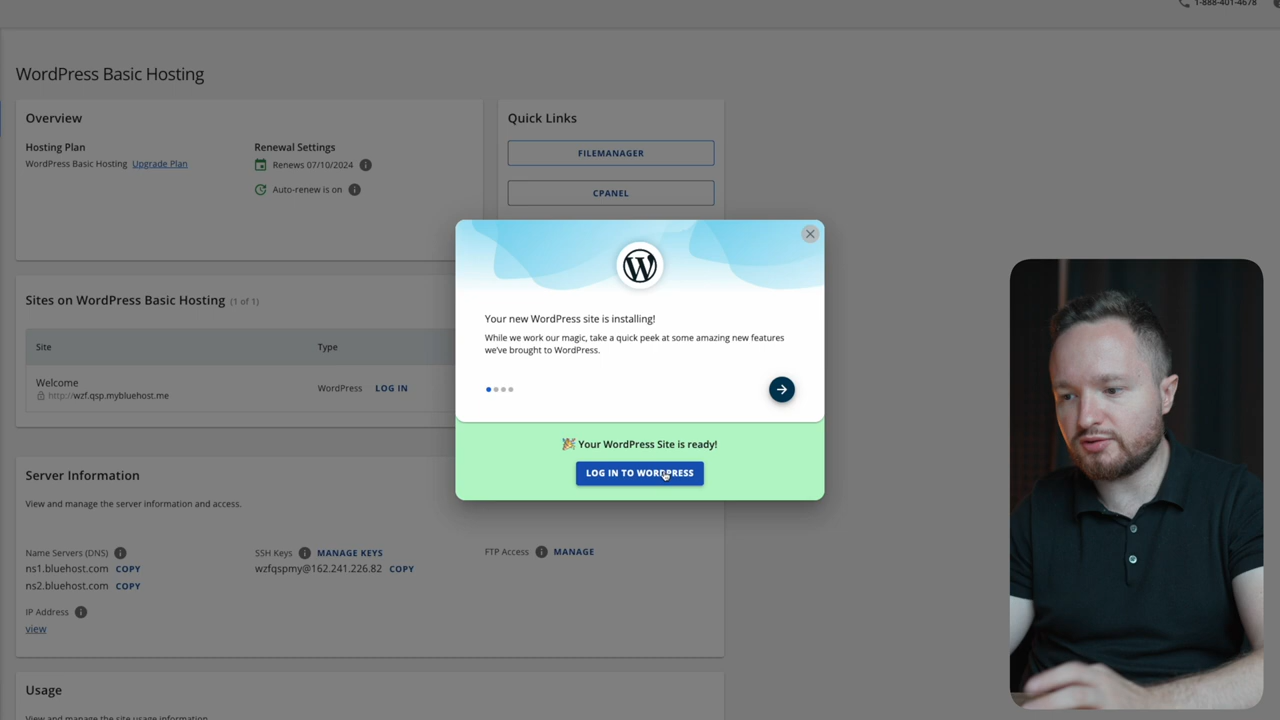 1-888-401-4678
WordPress Basic Hosting
Overview
Hosting Plan
WordPress Basic Hosting Upgrade Plan
Renewal Settings
Renews 07/10/2024
Auto-renew is on
Quick Links
FILEMANAGER
CPANEL
Sites on WordPress Basic Hosting (1 of 1)
Site Type
Welcome
http://wzf.qsp.mybluehost.me
WordPress LOG IN
Your new WordPress site is installing!
While we work our magic, take a quick peek at some amazing new features
we've brought to WordPress.
🎉 Your WordPress Site is ready!
LOG IN TO WORDPRESS
Server Information
View and manage the server information and access.
Name Servers (DNS)
ns1.bluehost.com COPY
ns2.bluehost.com COPY
IP Address
view
SSH Keys MANAGE KEYS
wzfqspmy@162.241.226.82 COPY
FTP Access MANAGE
Usage
View and manage the site usage information